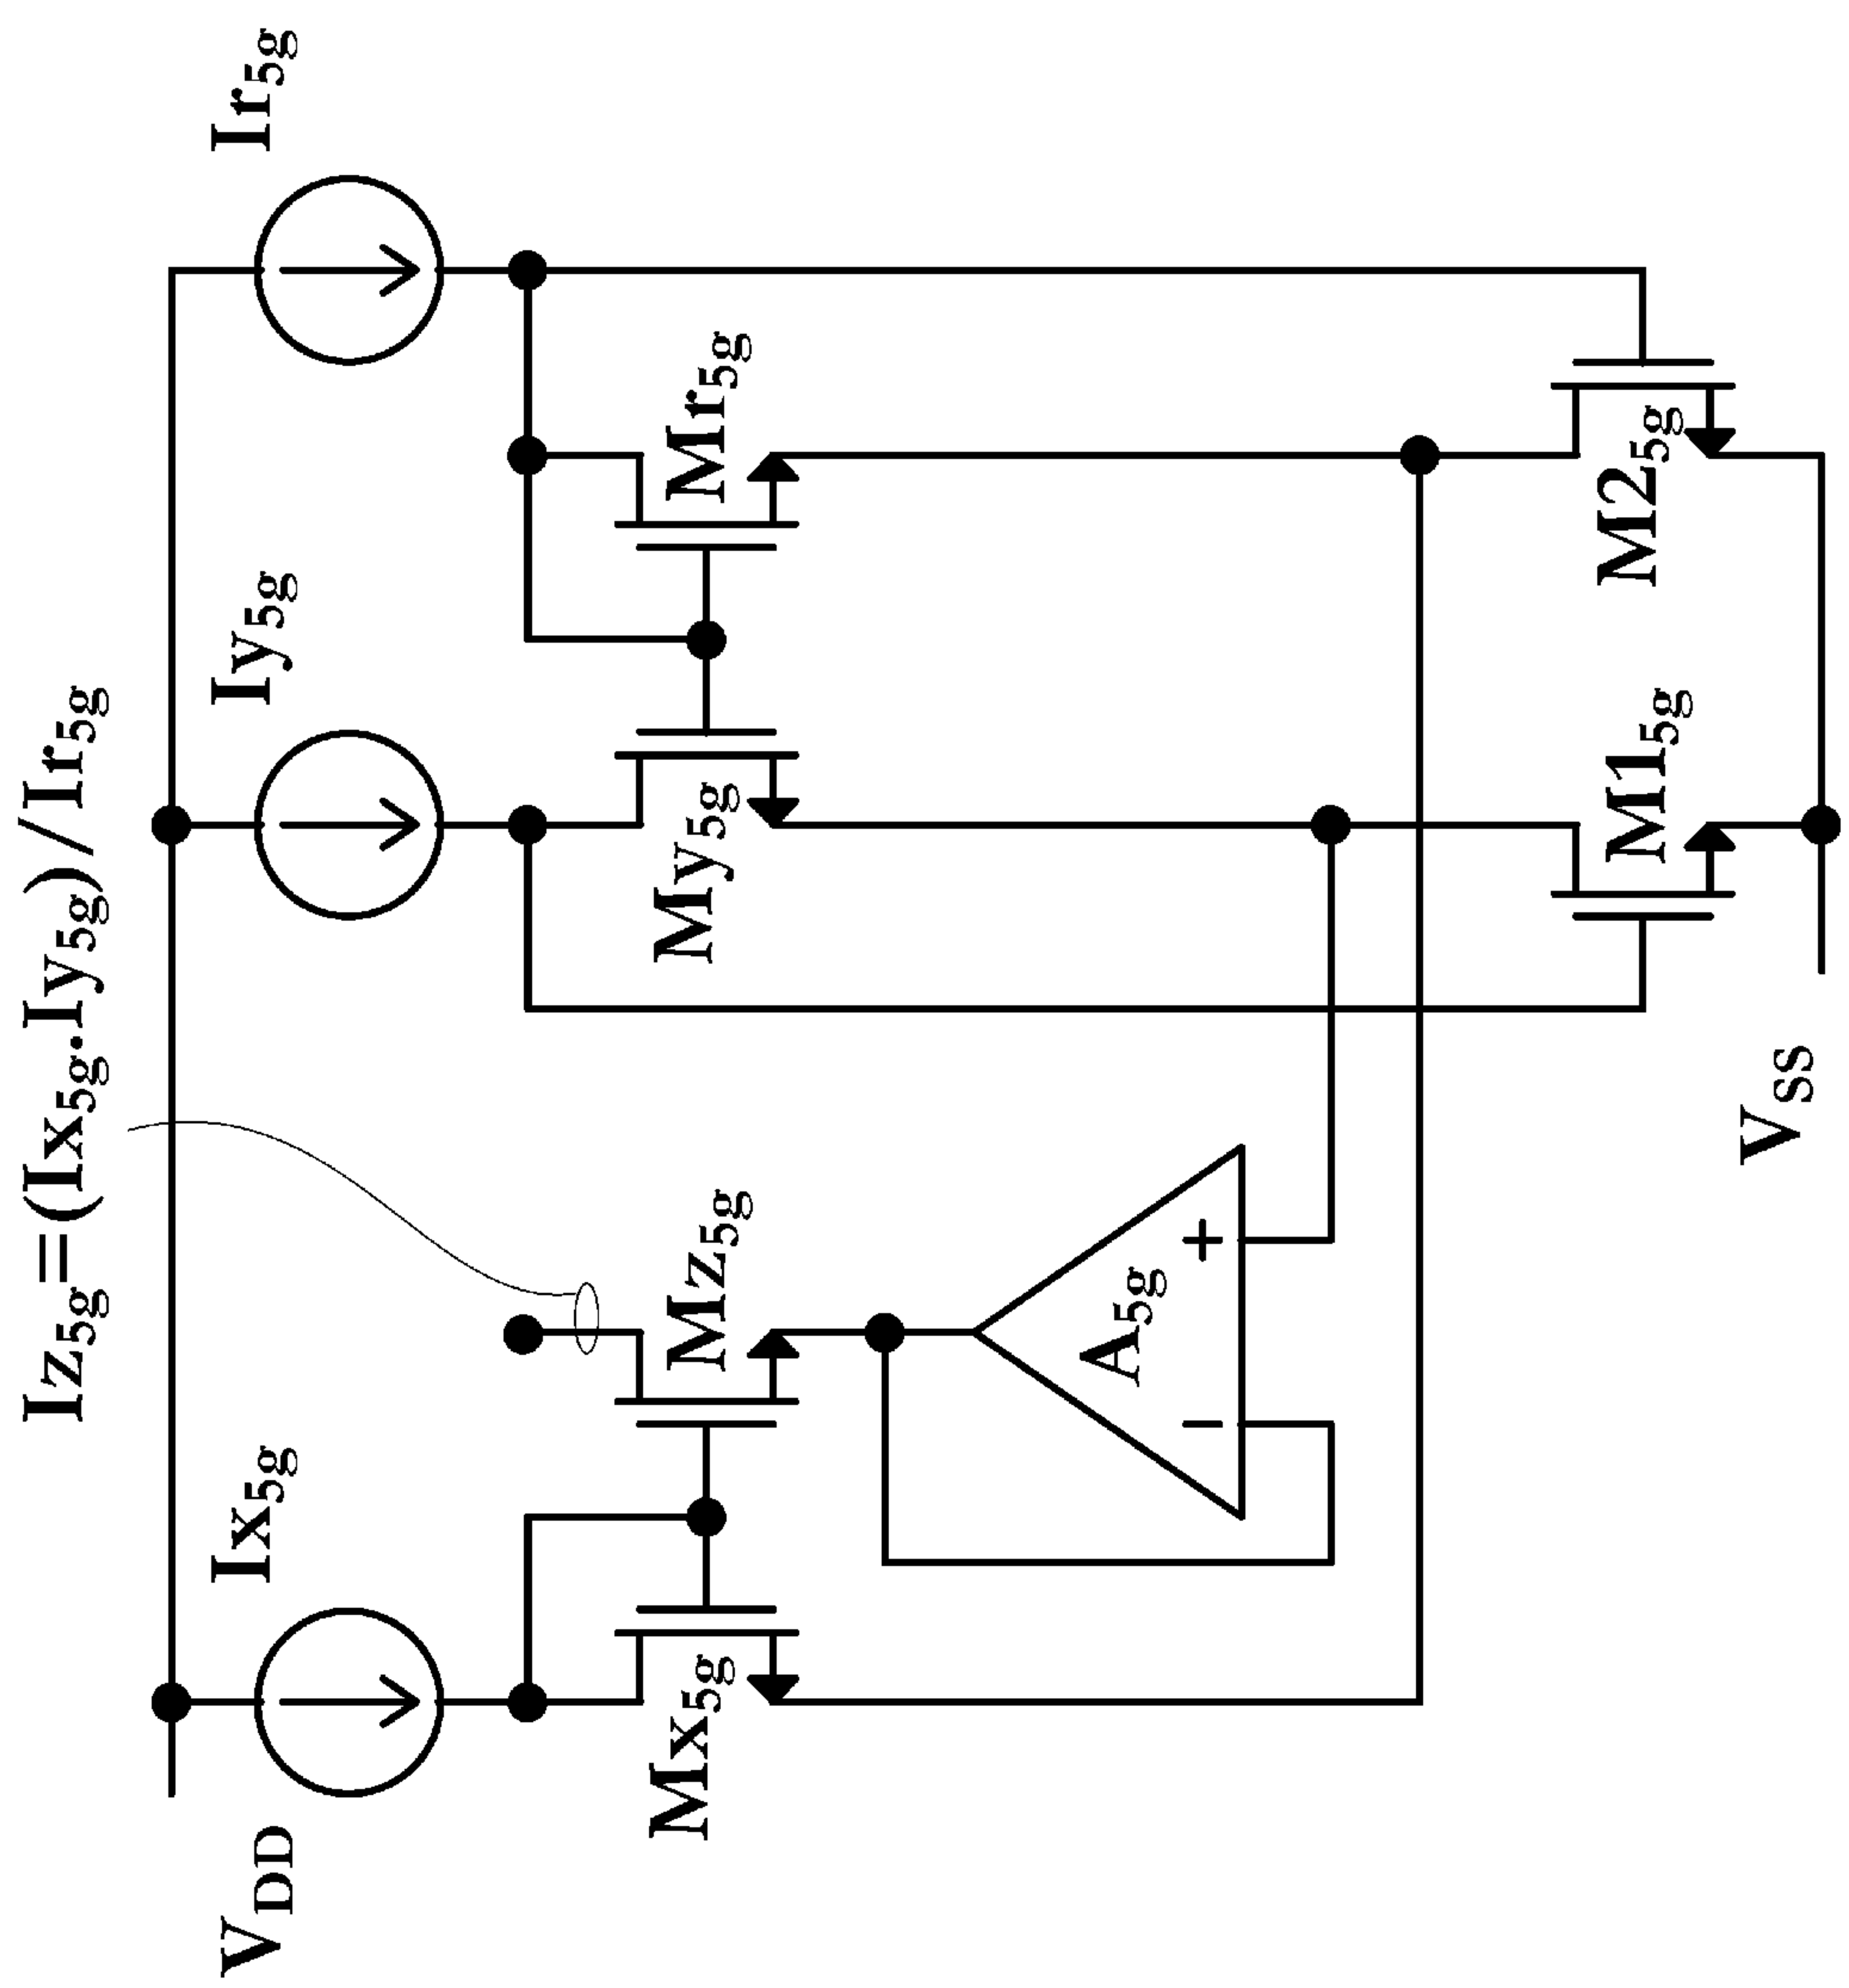 Iz5g=(Ix5g.Iy5g)/Ir5g
VDD
Ix5g
Iy5g
Ir5g
Mx5g
Mz5g
My5g
Mr5g
A5g
−
+
M15g
M25g
VSS